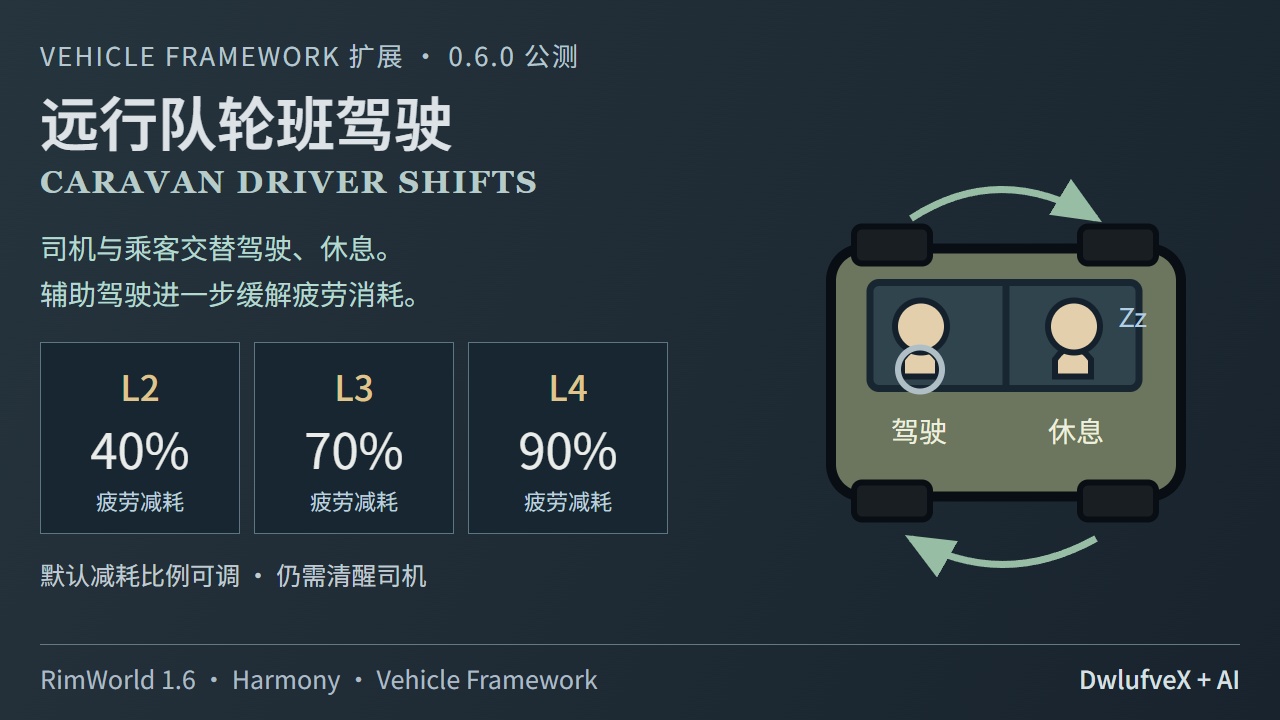 VEHICLE FRAMEWORK 扩展 · 0.6.0 公测
远行队轮班驾驶
CARAVAN DRIVER SHIFTS
司机与乘客交替驾驶、休息。
辅助驾驶进一步缓解疲劳消耗。
L2
40%
疲劳减耗
L3
70%
疲劳减耗
L4
90%
疲劳减耗
默认减耗比例可调 · 仍需清醒司机
Zz
驾驶
休息
RimWorld 1.6 · Harmony · Vehicle Framework
DwlufveX + AI